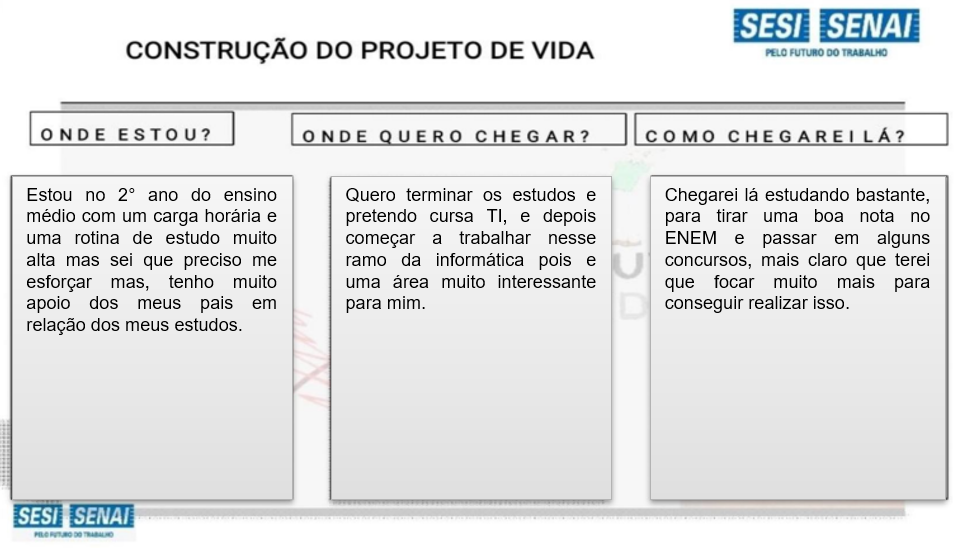 CONSTRUÇÃO DO PROJETO DE VIDA
SESI SENAI
PELO FUTURO DO TRABALHO
ONDE ESTOU?
Estou no 2° ano do ensino
médio com um carga horária e
uma rotina de estudo muito
alta mas sei que preciso me
esforçar mas, tenho muito
apoio dos meus pais em
relação dos meus estudos.
ONDE QUERO CHEGAR?
Quero terminar os estudos e
pretendo cursa TI, e depois
começar a trabalhar nesse
ramo da informática pois e
uma área muito interessante
para mim.
COMO CHEGAREI LÁ?
Chegarei lá estudando bastante,
para tirar uma boa nota no
ENEM e passar em alguns
concursos, mais claro que terei
que focar muito mais para
conseguir realizar isso.
SESI SENAI
PELO FUTURO DO TRABALHO